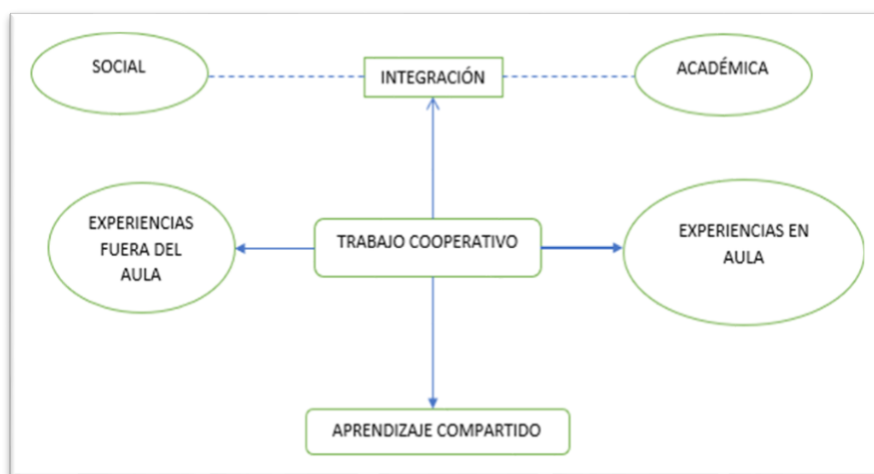 SOCIAL
INTEGRACIÓN
ACADÉMICA
EXPERIENCIAS
FUERA DEL
AULA
TRABAJO COOPERATIVO
EXPERIENCIAS EN
AULA
APRENDIZAJE COMPARTIDO